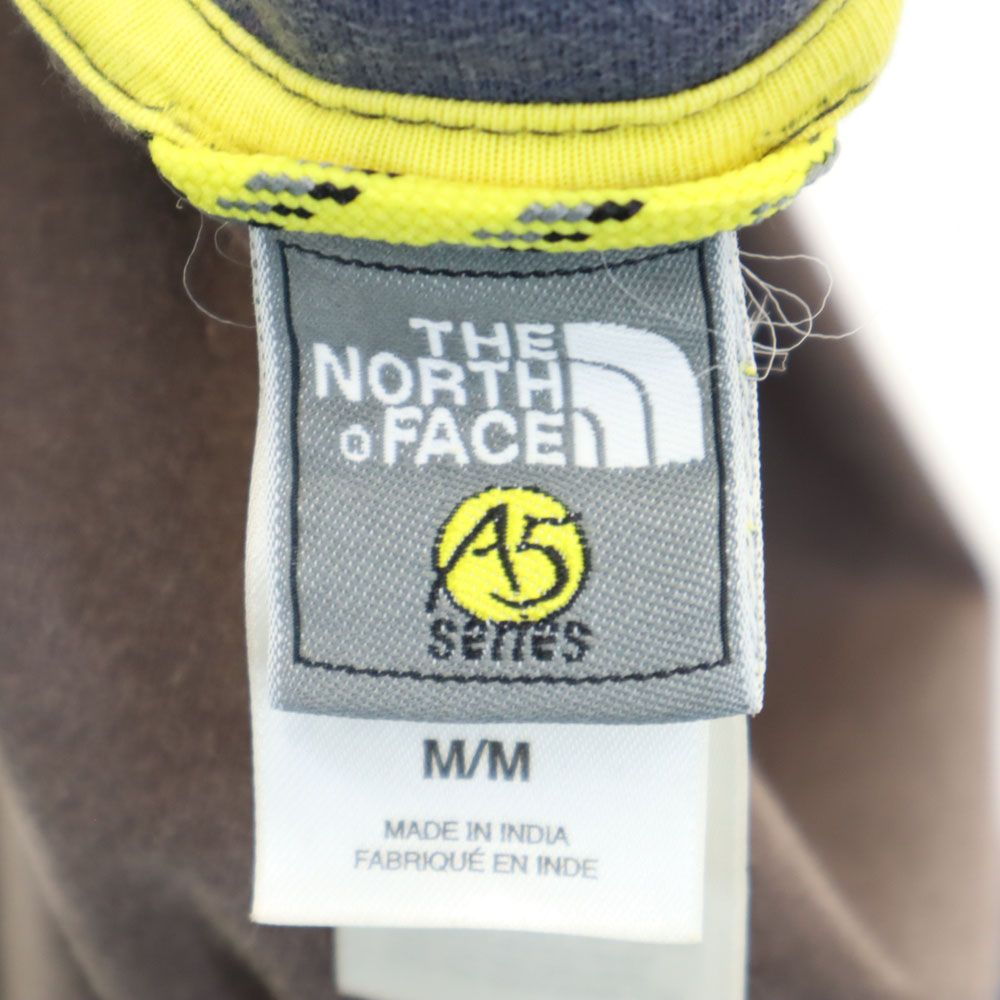 THE
NORTH
® FACE
A5
series
M/M
MADE IN INDIA
FABRIQUÉ EN INDE